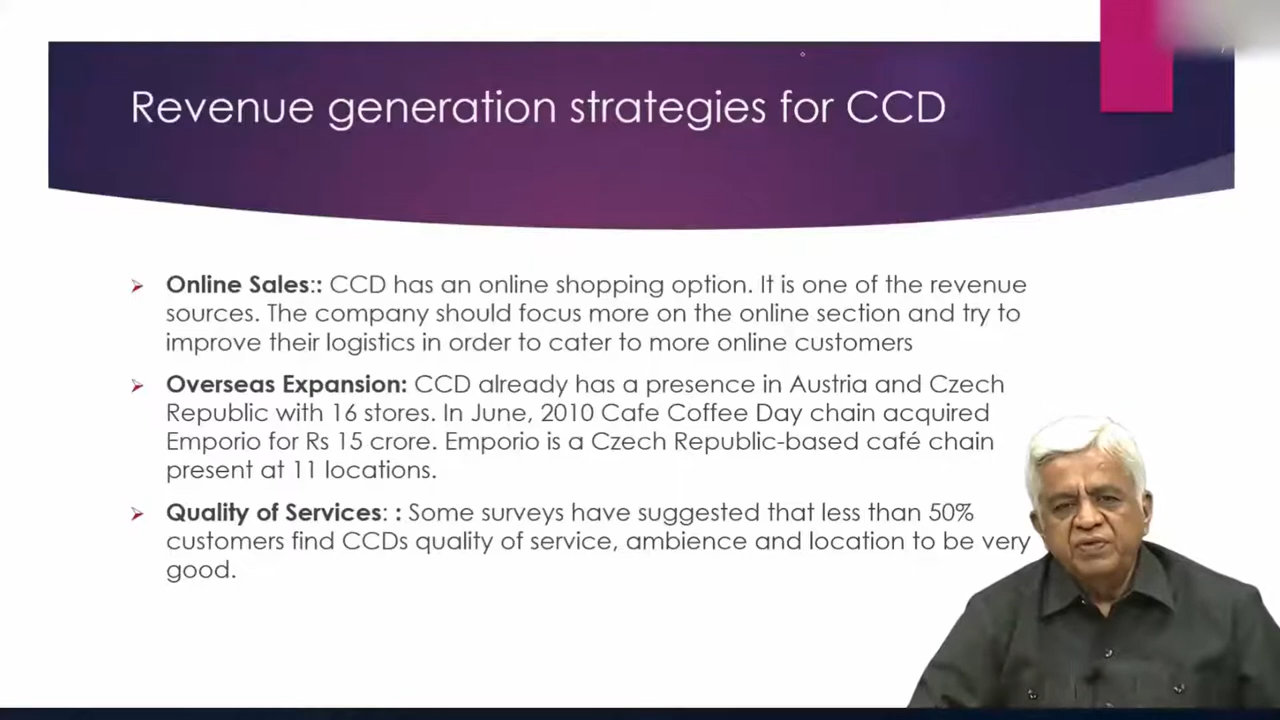 Revenue generation strategies for CCD
Online Sales:: CCD has an online shopping option. It is one of the revenue
sources. The company should focus more on the online section and try to
improve their logistics in order to cater to more online customers
Overseas Expansion: CCD already has a presence in Austria and Czech
Republic with 16 stores. In June, 2010 Cafe Coffee Day chain acquired
Emporio for Rs 15 crore. Emporio is a Czech Republic-based café chain
present at 11 locations.
Quality of Services: : Some surveys have suggested that less than 50%
customers find CCDs quality of service, ambience and location to be very
good.